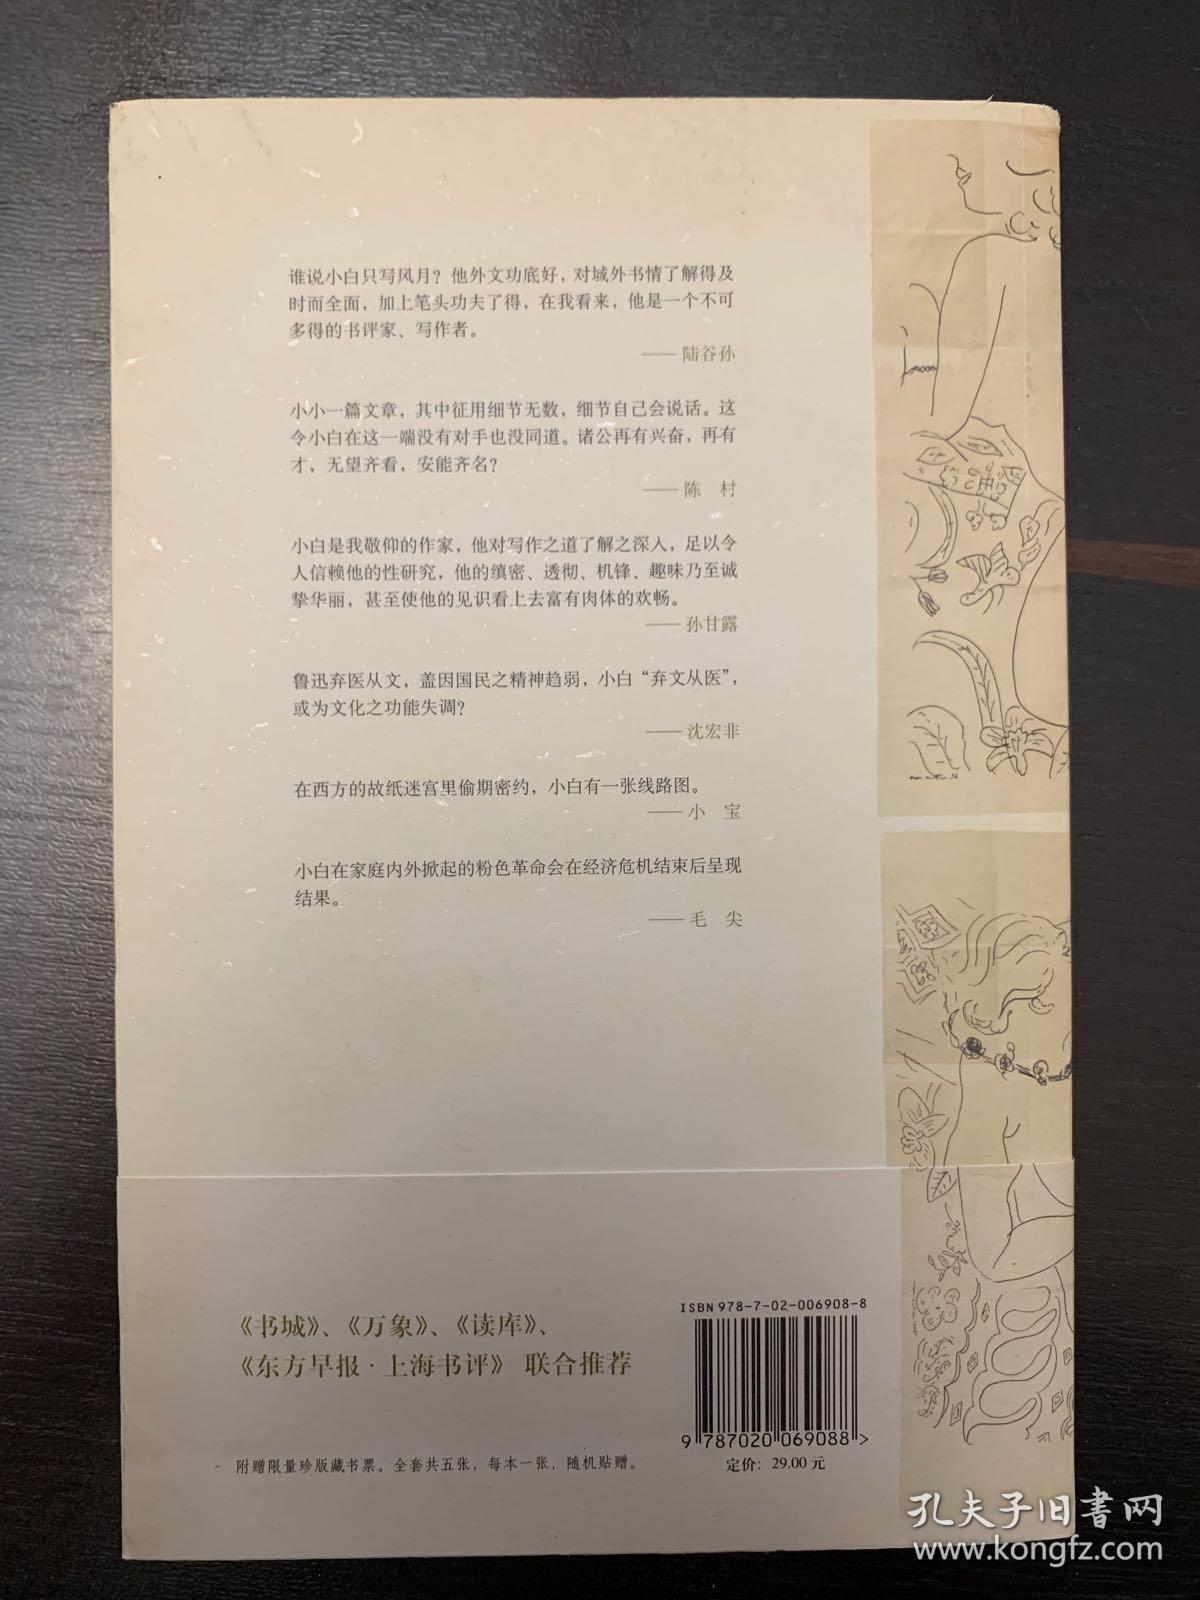 谁说小白只写风月？他外文功底好，对域外书情了解得及
时而全面，加上笔头功夫了得，在我看来，他是一个不可
多得的书评家、写作者。
——陆谷孙
小小一篇文章，其中征用细节无数，细节自己会说话。这
令小白在这一端没有对手也没同道。诸公再有兴奋，再有
才，无望齐看，安能齐名？
——陈　村
小白是我敬仰的作家，他对写作之道了解之深入，足以令
人信赖他的性研究，他的缜密、透彻、机锋、趣味乃至诚
挚华丽，甚至使他的见识看上去富有肉体的欢畅。
——孙甘露
鲁迅弃医从文，盖因国民之精神趋弱，小白“弃文从医”，
或为文化之功能失调？
——沈宏非
在西方的故纸迷宫里偷期密约，小白有一张线路图。
——小　宝
小白在家庭内外掀起的粉色革命会在经济危机结束后呈现
结果。
——毛　尖
《书城》、《万象》、《读库》、
《东方早报·上海书评》 联合推荐
附赠限量珍版藏书票。全套共五张，每本一张，随机贴赠。
ISBN 978-7-02-006908-8
9 787020 069088 >
定价：29.00 元
孔夫子旧书网
www.kongfz.com